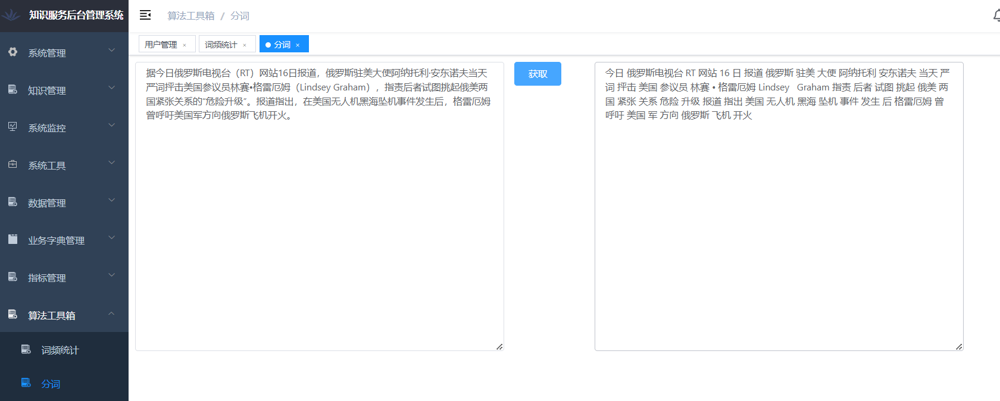 知识服务后台管理系统
算法工具箱 / 分词
用户管理 ×
词频统计 ×
分词 ×
系统管理
知识管理
系统监控
系统工具
数据管理
业务字典管理
指标管理
算法工具箱
词频统计
分词
据今日俄罗斯电视台（RT）网站16日报道，俄罗斯驻美大使阿纳托利·安东诺夫当天
严词抨击美国参议员林赛•格雷厄姆（Lindsey Graham），指责后者试图挑起俄美两
国紧张关系的“危险升级”。报道指出，在美国无人机黑海坠机事件发生后，格雷厄姆
曾呼吁美国军方向俄罗斯飞机开火。
获取
今日 俄罗斯电视台 RT 网站 16 日 报道 俄罗斯 驻美 大使 阿纳托利 安东诺夫 当天 严
词 抨击 美国 参议员 林赛 • 格雷厄姆 Lindsey Graham 指责 后者 试图 挑起 俄美 两
国 紧张 关系 危险 升级 报道 指出 美国 无人机 黑海 坠机 事件 发生 后 格雷厄姆 曾
呼吁 美国 军 方向 俄罗斯 飞机 开火